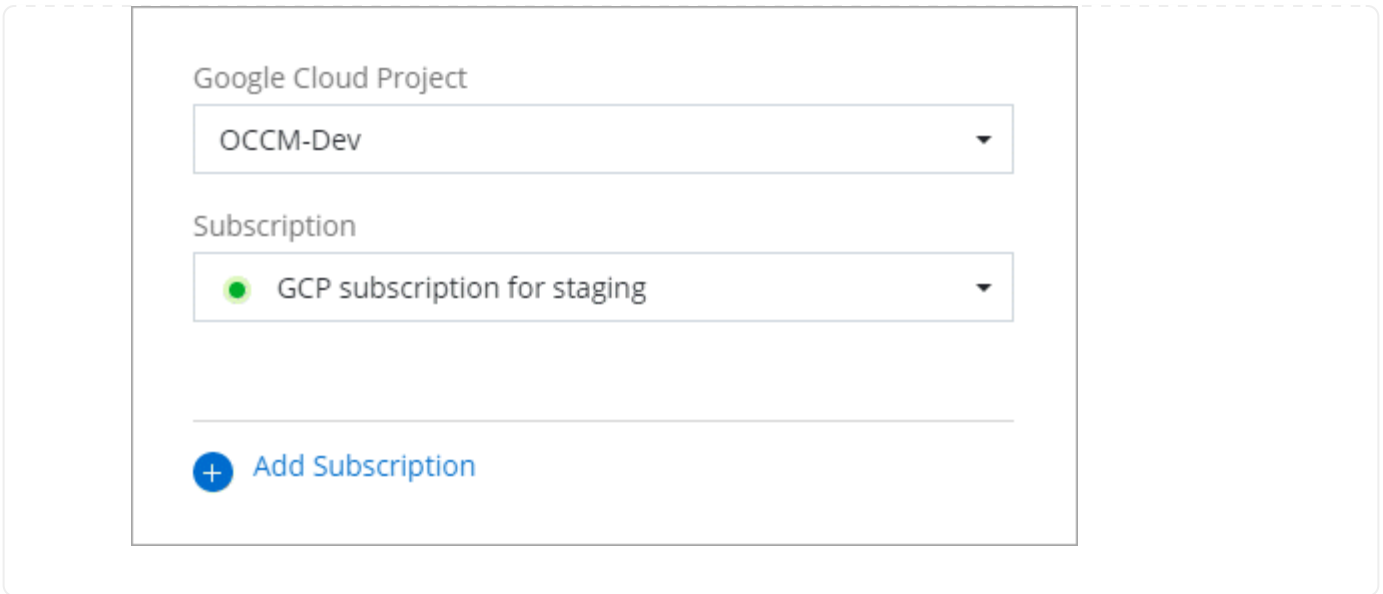 Google Cloud Project
OCCM-Dev
Subscription
GCP subscription for staging
Add Subscription